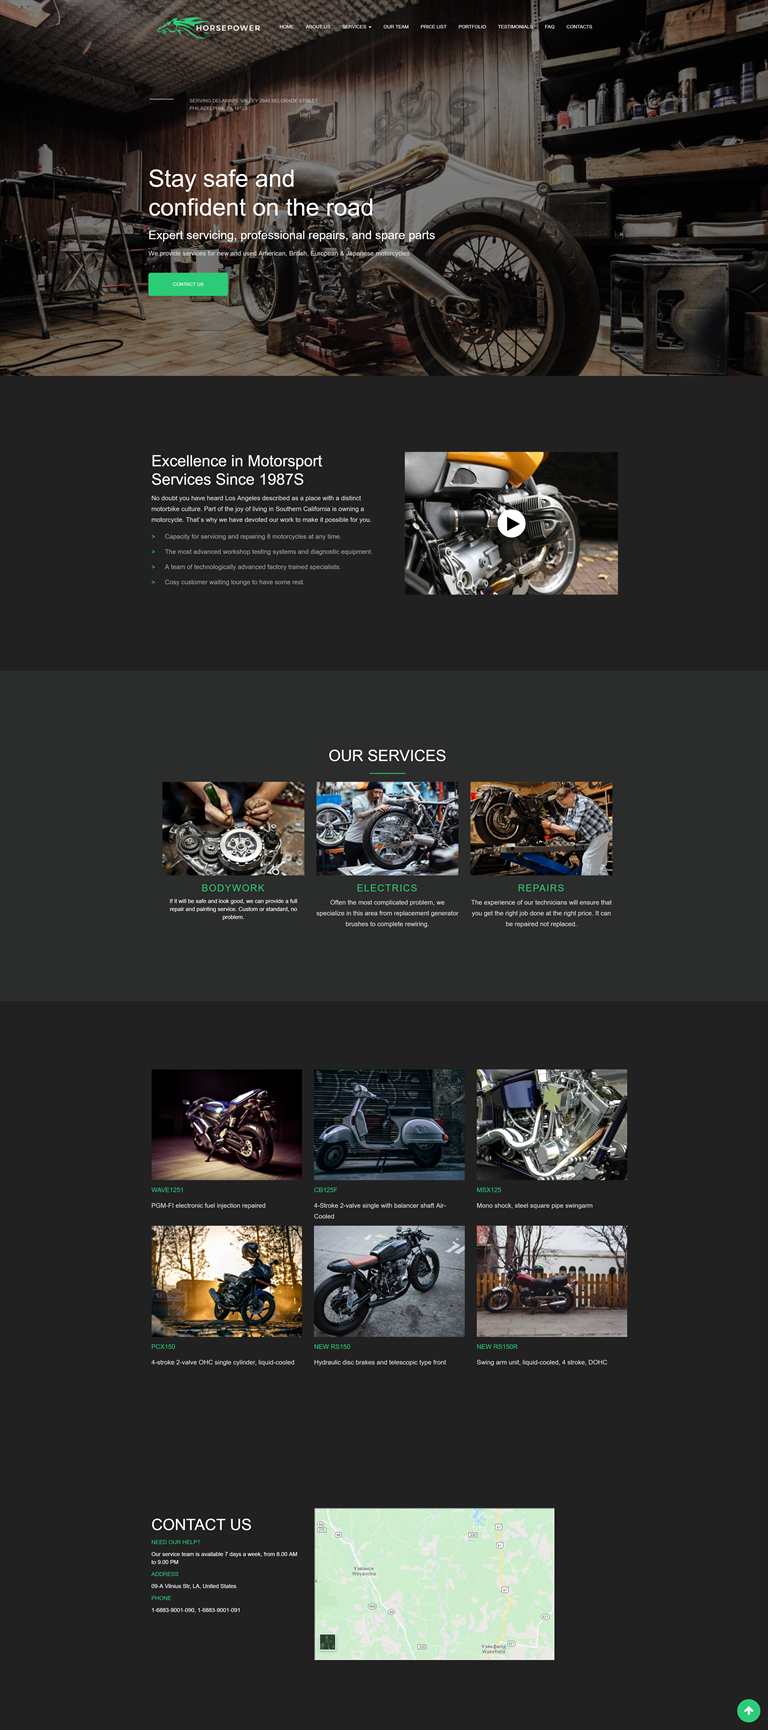 HORSEPOWER
HOME ABOUT US SERVICES OUR TEAM PRICE LIST PORTFOLIO TESTIMONIALS FAQ CONTACTS
SERVING DELAWARE VALLEY 2645 BELGRADE STREET
PHILADELPHIA, PA 19125
Stay safe and
confident on the road
Expert servicing, professional repairs, and spare parts
We provide services for new and used American, British, European & Japanese motorcycles
CONTACT US
Excellence in Motorsport
Services Since 1987S
No doubt you have heard Los Angeles described as a place with a distinct
motorbike culture. Part of the joy of living in Southern California is owning a
motorcycle. That`s why we have devoted our work to make it possible for you.
> Capacity for servicing and repairing 8 motorcycles at any time.
> The most advanced workshop testing systems and diagnostic equipment.
> A team of technologically advanced factory trained specialists.
> Cosy customer waiting lounge to have some rest.
OUR SERVICES
BODYWORK
If it will be safe and look good, we can provide a full
repair and painting service. Custom or standard, no
problem.
ELECTRICS
Often the most complicated problem, we
specialize in this area from replacement generator
brushes to complete rewiring.
REPAIRS
The experience of our technicians will ensure that
you get the right job done at the right price. It can
be repaired not replaced.
WAVE1251
PGM-FI electronic fuel injection repaired
CB125F
4-Stroke 2-valve single with balancer shaft Air-
Cooled
MSX125
Mono shock, steel square pipe swingarm
PCX150
4-stroke 2-valve OHC single cylinder, liquid-cooled
NEW RS150
Hydraulic disc brakes and telescopic type front
NEW RS150R
Swing arm unit, liquid-cooled, 4 stroke, DOHC
CONTACT US
NEED OUR HELP?
Our service team is available 7 days a week, from 8.00 AM
to 9.00 PM
ADDRESS
09-A Vilnius Str, LA, United States
PHONE
1-6883-9001-090, 1-6883-9001-091
Уэянок
Weyanoke
Уэйкфилд
Wakefield